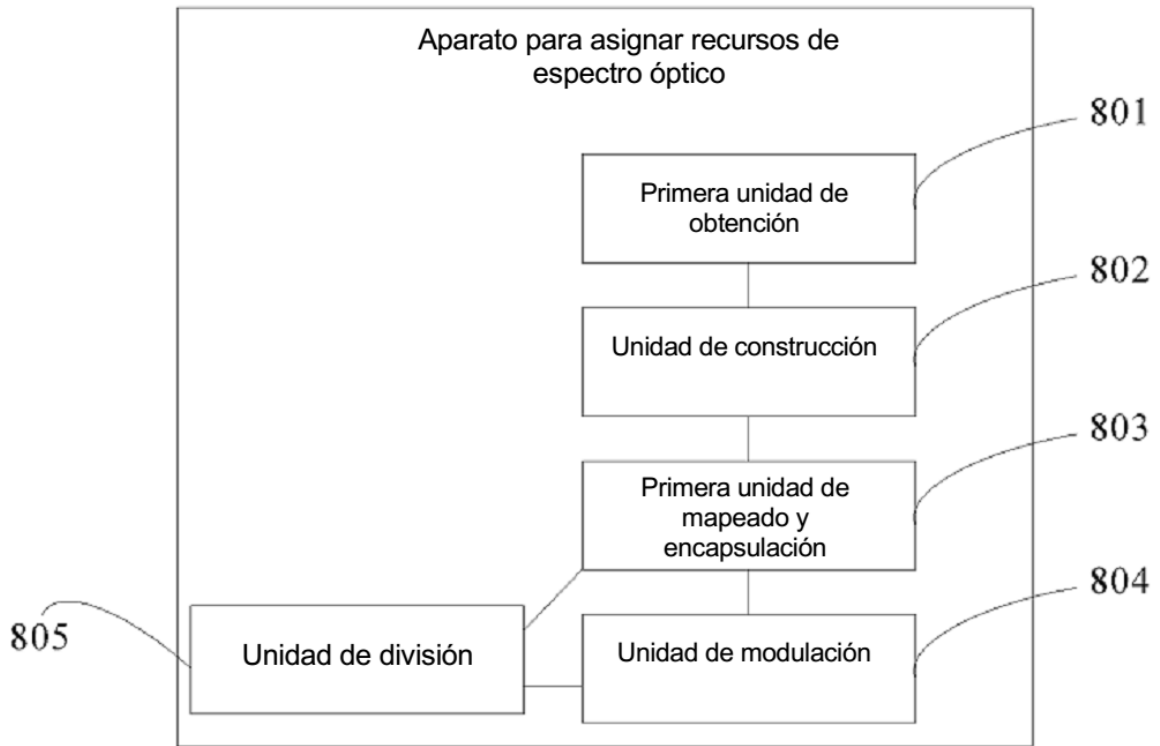 Aparato para asignar recursos de
espectro óptico
801
Primera unidad de
obtención
802
Unidad de construcción
803
Primera unidad de
mapeado y
encapsulación
804
805
Unidad de división
Unidad de modulación